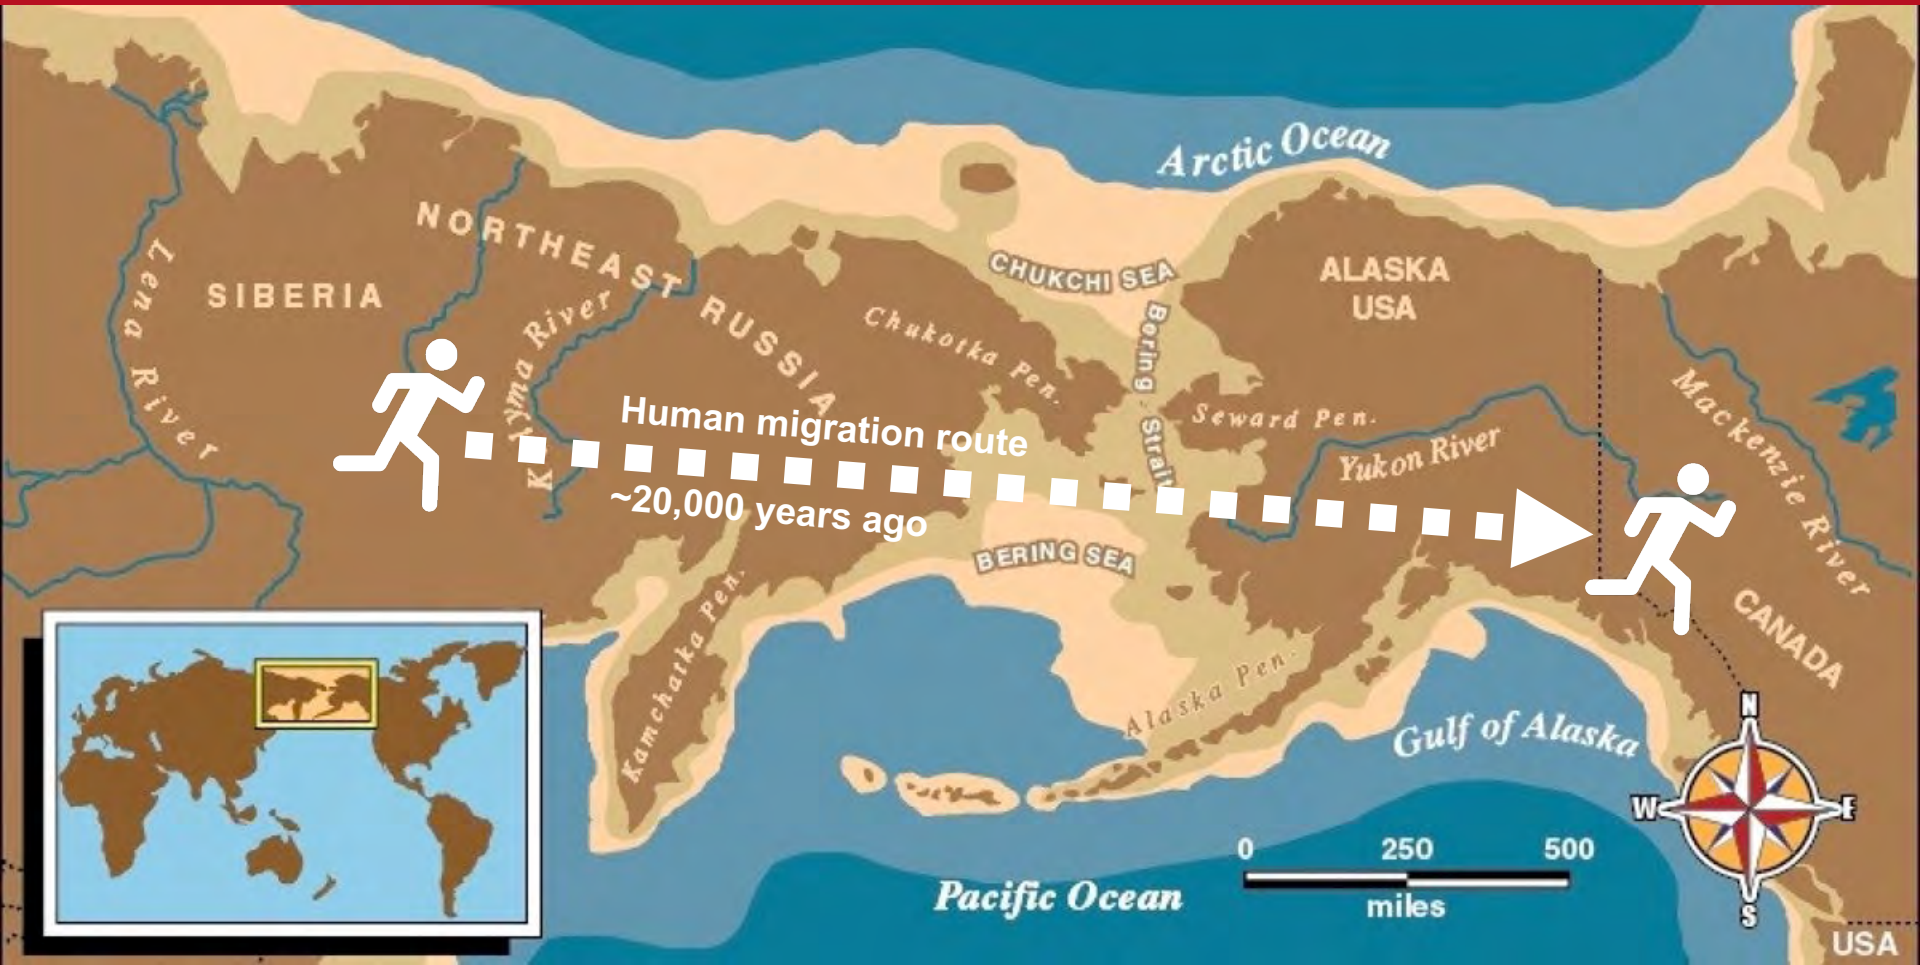 Arctic Ocean
NORTHEAST RUSSIA
CHUKCHI SEA
ALASKA
USA
SIBERIA
Lena River
Kolyma River
Chukotka Pen.
Bering Strait
Seward Pen.
Yukon River
Mackenzie River
Human migration route
~20,000 years ago
BERING SEA
CANADA
Kamchatka Pen.
Alaska Pen.
Gulf of Alaska
N
W
E
S
0 250 500
miles
Pacific Ocean
USA